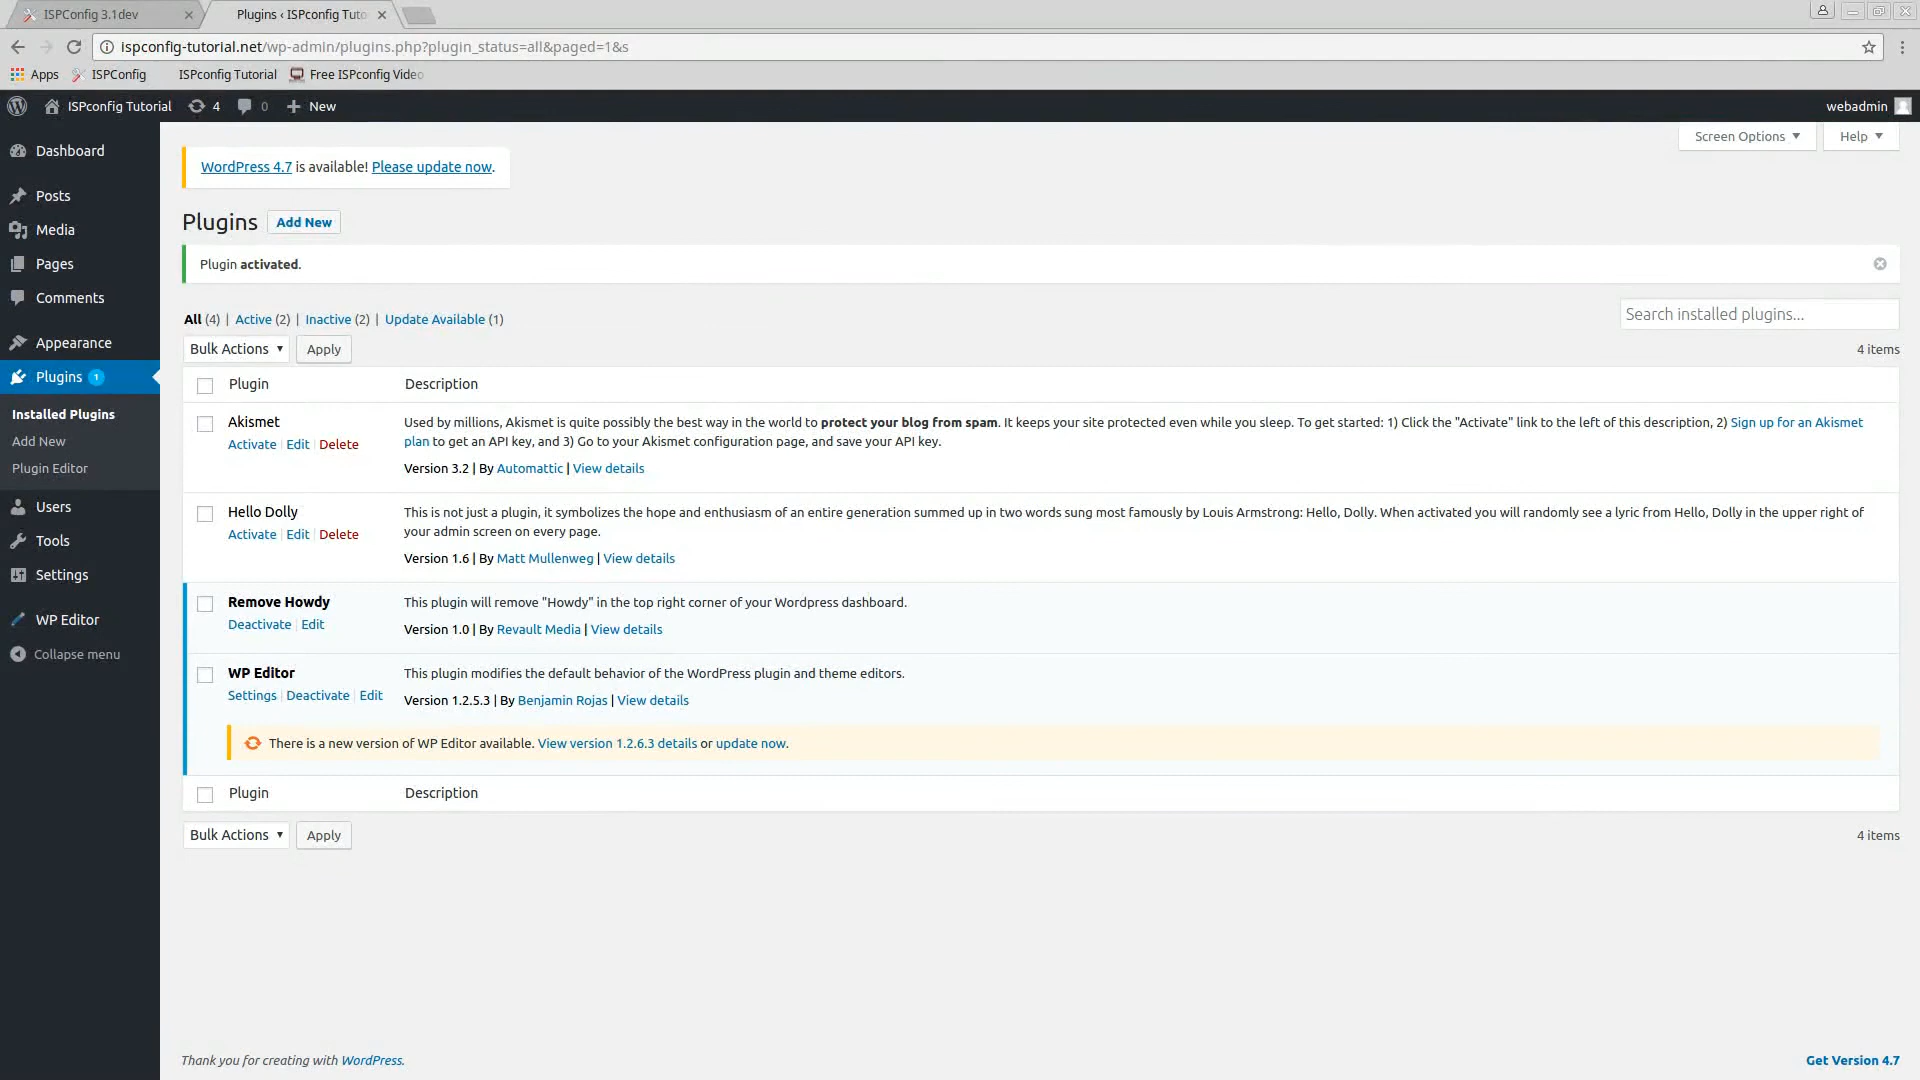 ISPConfig 3.1dev
Plugins ‹ ISPconfig Tuto
ispconfig-tutorial.net/wp-admin/plugins.php?plugin_status=all&paged=1&s
Apps ISPConfig ISPconfig Tutorial Free ISPconfig Video
ISPconfig Tutorial 4 0 New webadmin
Screen Options ▼ Help ▼
Dashboard
Posts
Media
Pages
Comments
Appearance
Plugins 1
Installed Plugins
Add New
Plugin Editor
Users
Tools
Settings
WP Editor
Collapse menu
WordPress 4.7 is available! Please update now.
Plugins Add New
Plugin activated.
All (4) | Active (2) | Inactive (2) | Update Available (1)
Search installed plugins...
Bulk Actions ▼ Apply
4 items
Plugin Description
Akismet
Activate | Edit | Delete
Used by millions, Akismet is quite possibly the best way in the world to protect your blog from spam. It keeps your site protected even while you sleep. To get started: 1) Click the "Activate" link to the left of this description, 2) Sign up for an Akismet
plan to get an API key, and 3) Go to your Akismet configuration page, and save your API key.
Version 3.2 | By Automattic | View details
Hello Dolly
Activate | Edit | Delete
This is not just a plugin, it symbolizes the hope and enthusiasm of an entire generation summed up in two words sung most famously by Louis Armstrong: Hello, Dolly. When activated you will randomly see a lyric from Hello, Dolly in the upper right of
your admin screen on every page.
Version 1.6 | By Matt Mullenweg | View details
Remove Howdy
Deactivate | Edit
This plugin will remove "Howdy" in the top right corner of your Wordpress dashboard.
Version 1.0 | By Revault Media | View details
WP Editor
Settings | Deactivate | Edit
This plugin modifies the default behavior of the WordPress plugin and theme editors.
Version 1.2.5.3 | By Benjamin Rojas | View details
There is a new version of WP Editor available. View version 1.2.6.3 details or update now.
Plugin Description
Bulk Actions ▼ Apply
4 items
Thank you for creating with WordPress.
Get Version 4.7